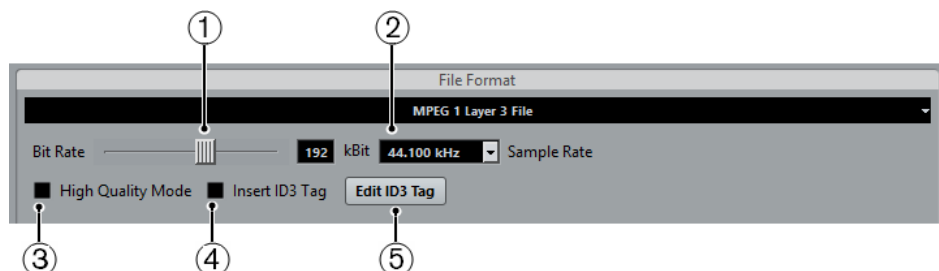 ① ②
File Format
MPEG 1 Layer 3 File
Bit Rate 192 kBit 44.100 kHz Sample Rate
High Quality Mode Insert ID3 Tag Edit ID3 Tag
③ ④ ⑤